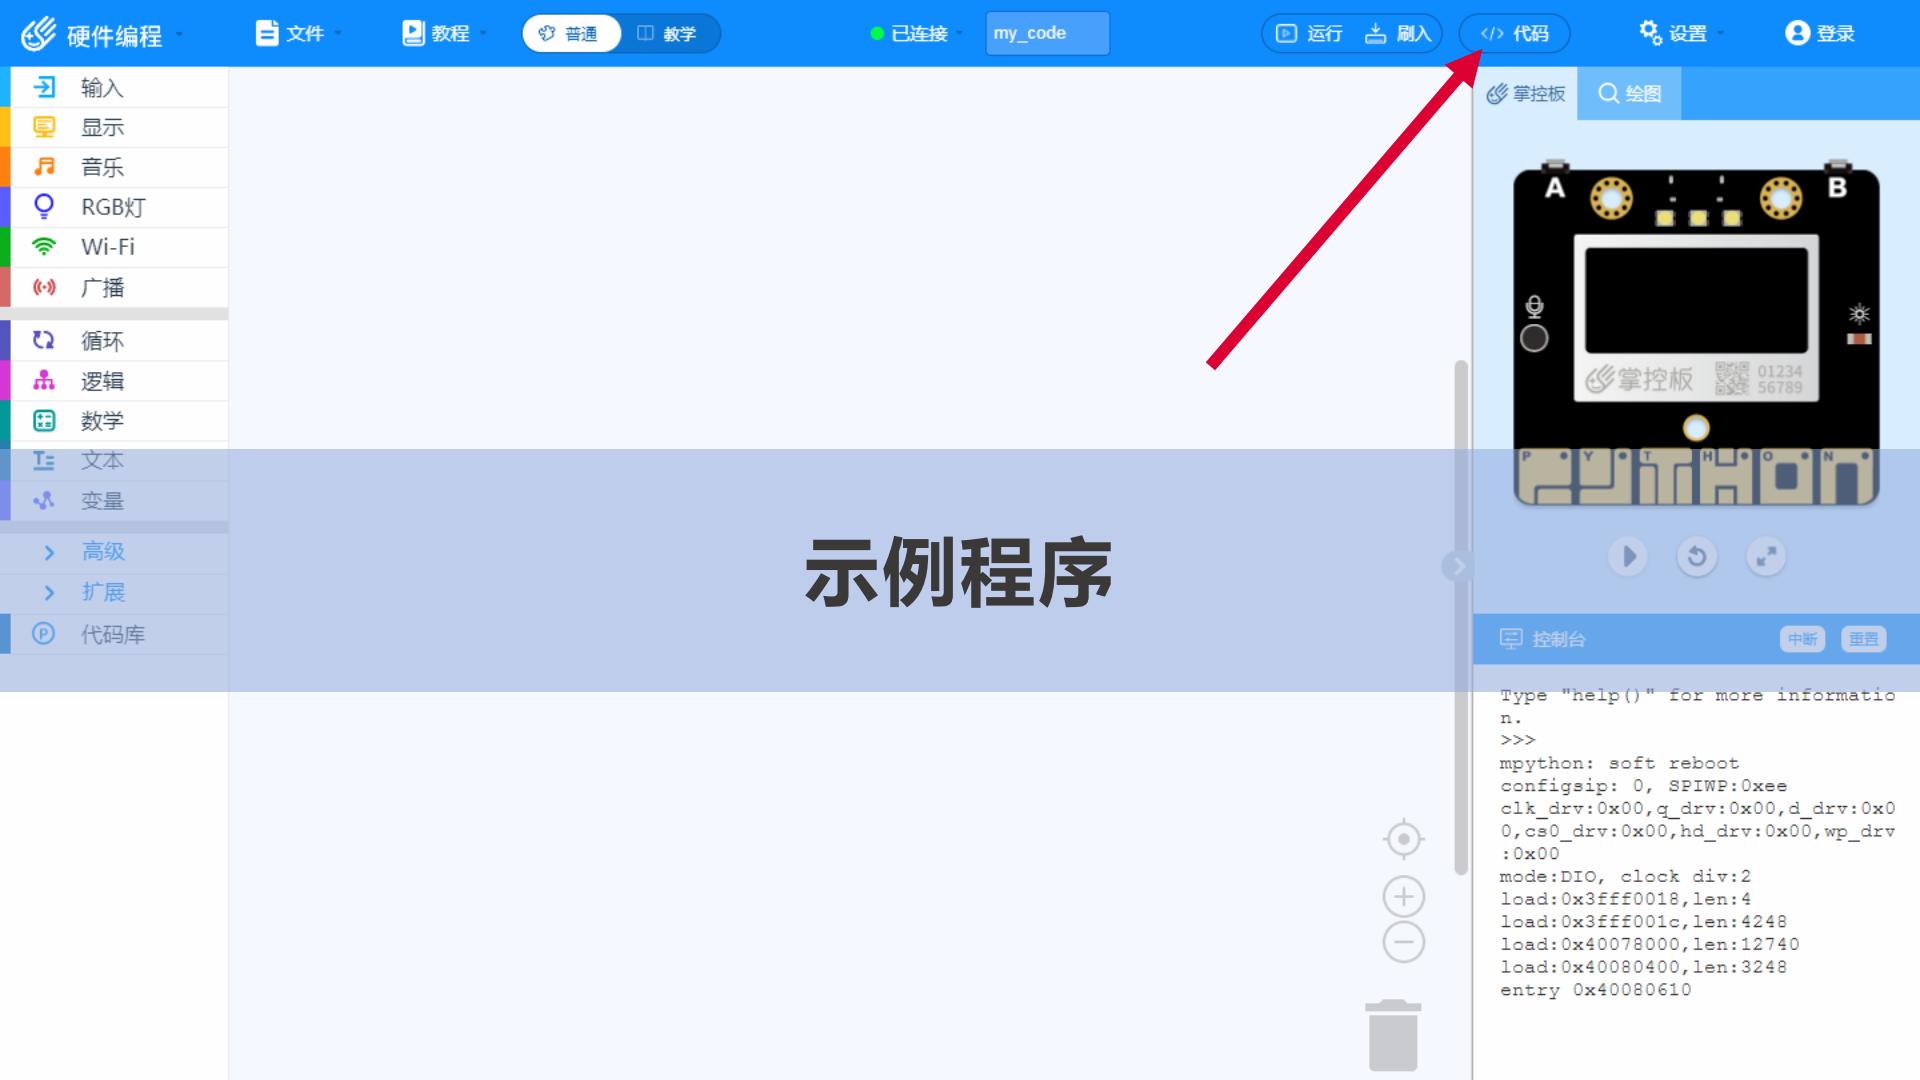 硬件编程
文件
教程
普通
教学
已连接
my_code
运行
刷入
代码
设置
登录
输入
显示
音乐
RGB灯
Wi-Fi
广播
循环
逻辑
数学
文本
变量
高级
扩展
代码库
掌控板
绘图
A
B
掌控板
01234
56789
P Y T H O N
示例程序
控制台
中断
重置
Type "help()" for more informatio
n.
>>>
mpython: soft reboot
configsip: 0, SPIWP:0xee
clk_drv:0x00,q_drv:0x00,d_drv:0x0
0,cs0_drv:0x00,hd_drv:0x00,wp_drv
:0x00
mode:DIO, clock div:2
load:0x3fff0018,len:4
load:0x3fff001c,len:4248
load:0x40078000,len:12740
load:0x40080400,len:3248
entry 0x40080610